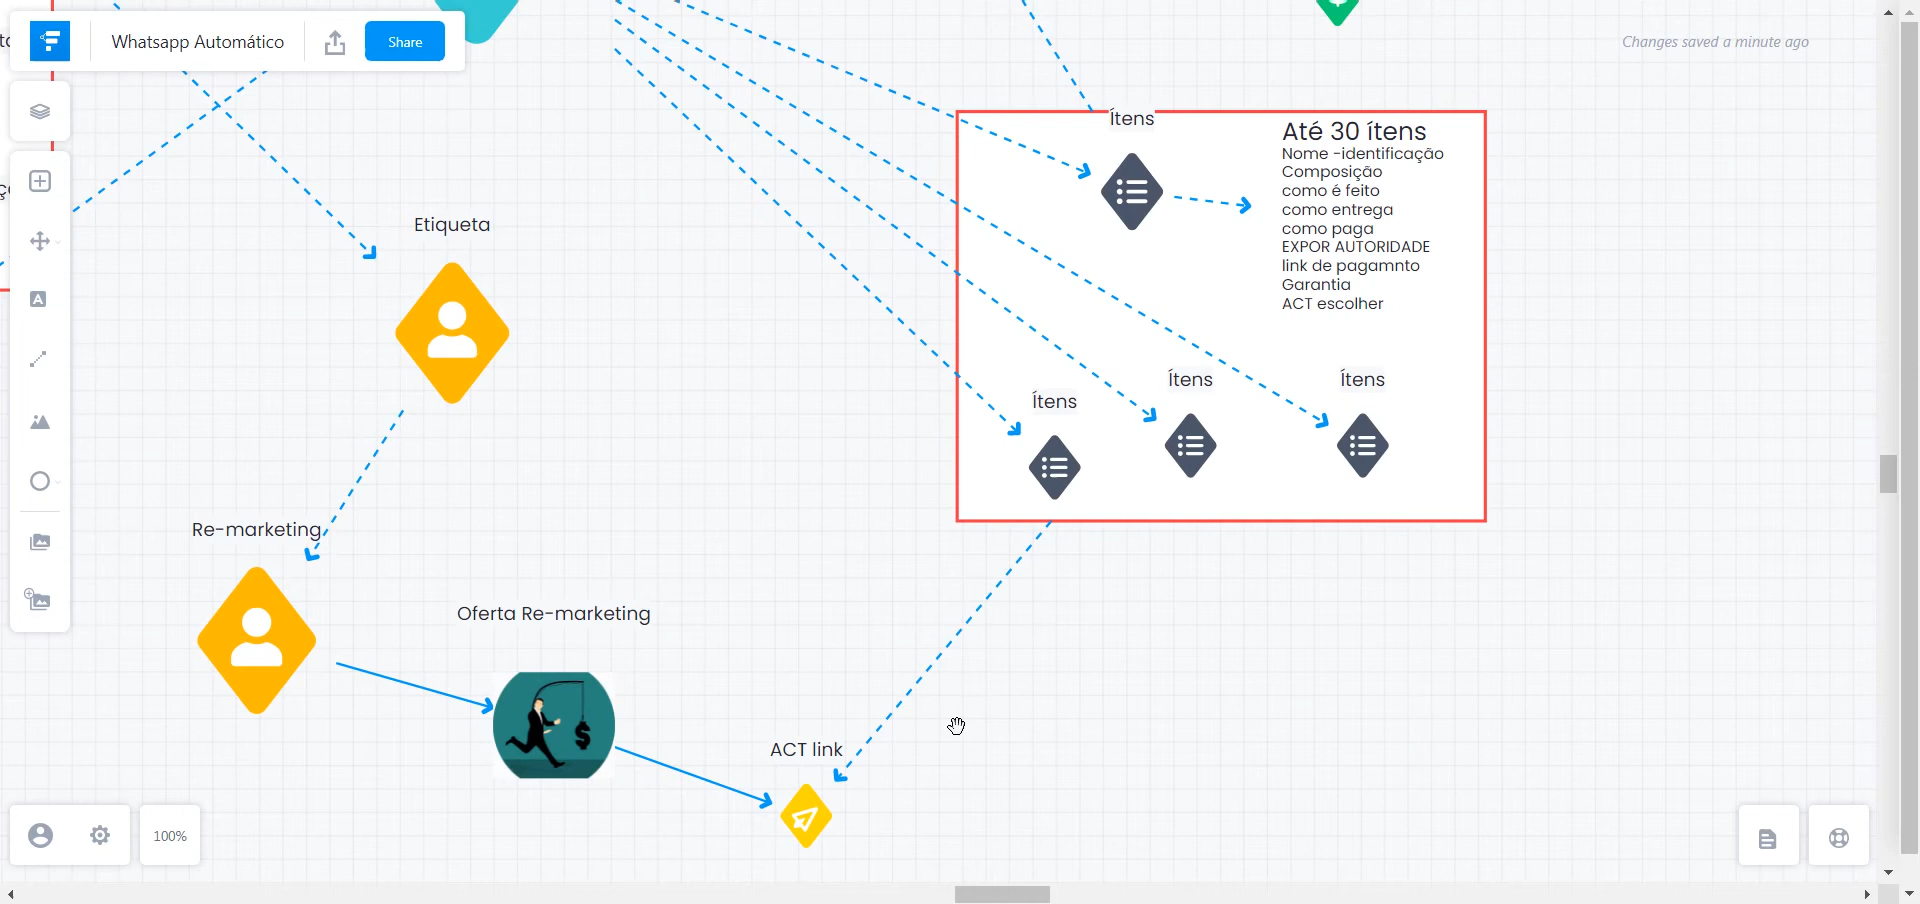 Whatsapp Automático
Share
Changes saved a minute ago
Ítens
Até 30 ítens
Nome -identificação
Composição
como é feito
como entrega
como paga
EXPOR AUTORIDADE
link de pagamnto
Garantia
ACT escolher
Etiqueta
Ítens
Ítens
Ítens
Re-marketing
Oferta Re-marketing
$
ACT link
100%